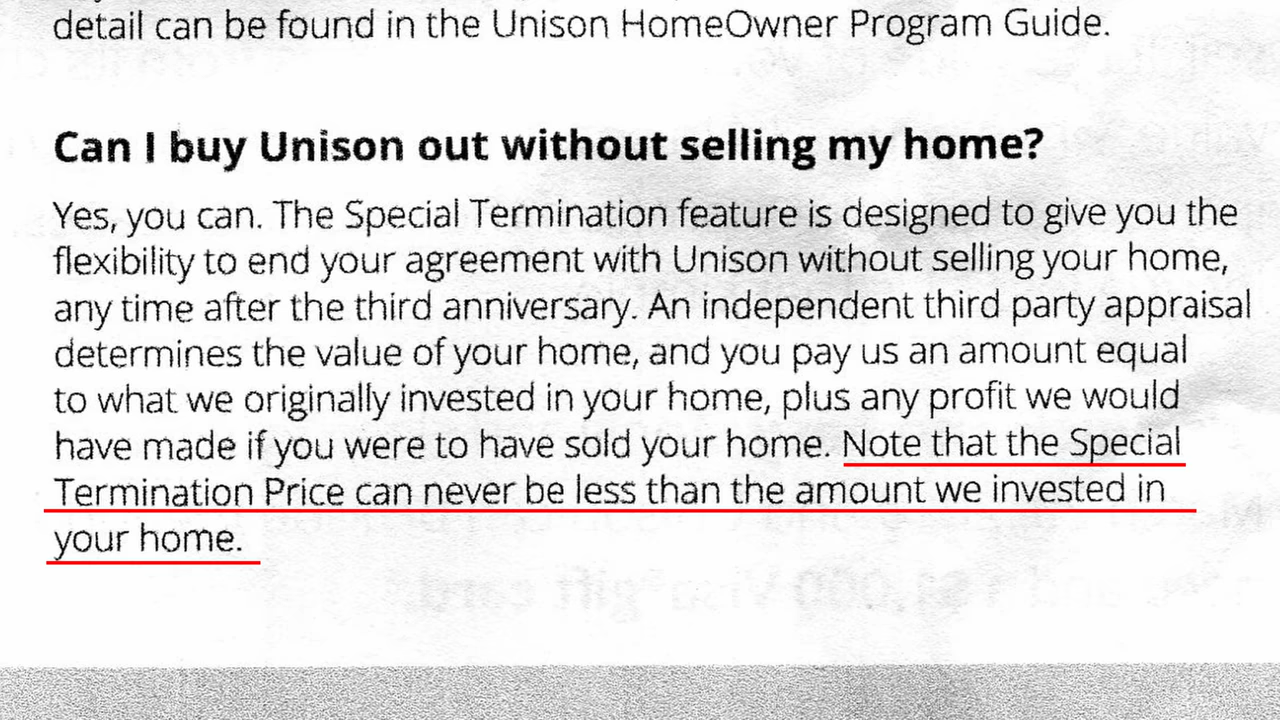 detail can be found in the Unison HomeOwner Program Guide.
Can I buy Unison out without selling my home?
Yes, you can. The Special Termination feature is designed to give you the
flexibility to end your agreement with Unison without selling your home,
any time after the third anniversary. An independent third party appraisal
determines the value of your home, and you pay us an amount equal
to what we originally invested in your home, plus any profit we would
have made if you were to have sold your home. Note that the Special
Termination Price can never be less than the amount we invested in
your home.